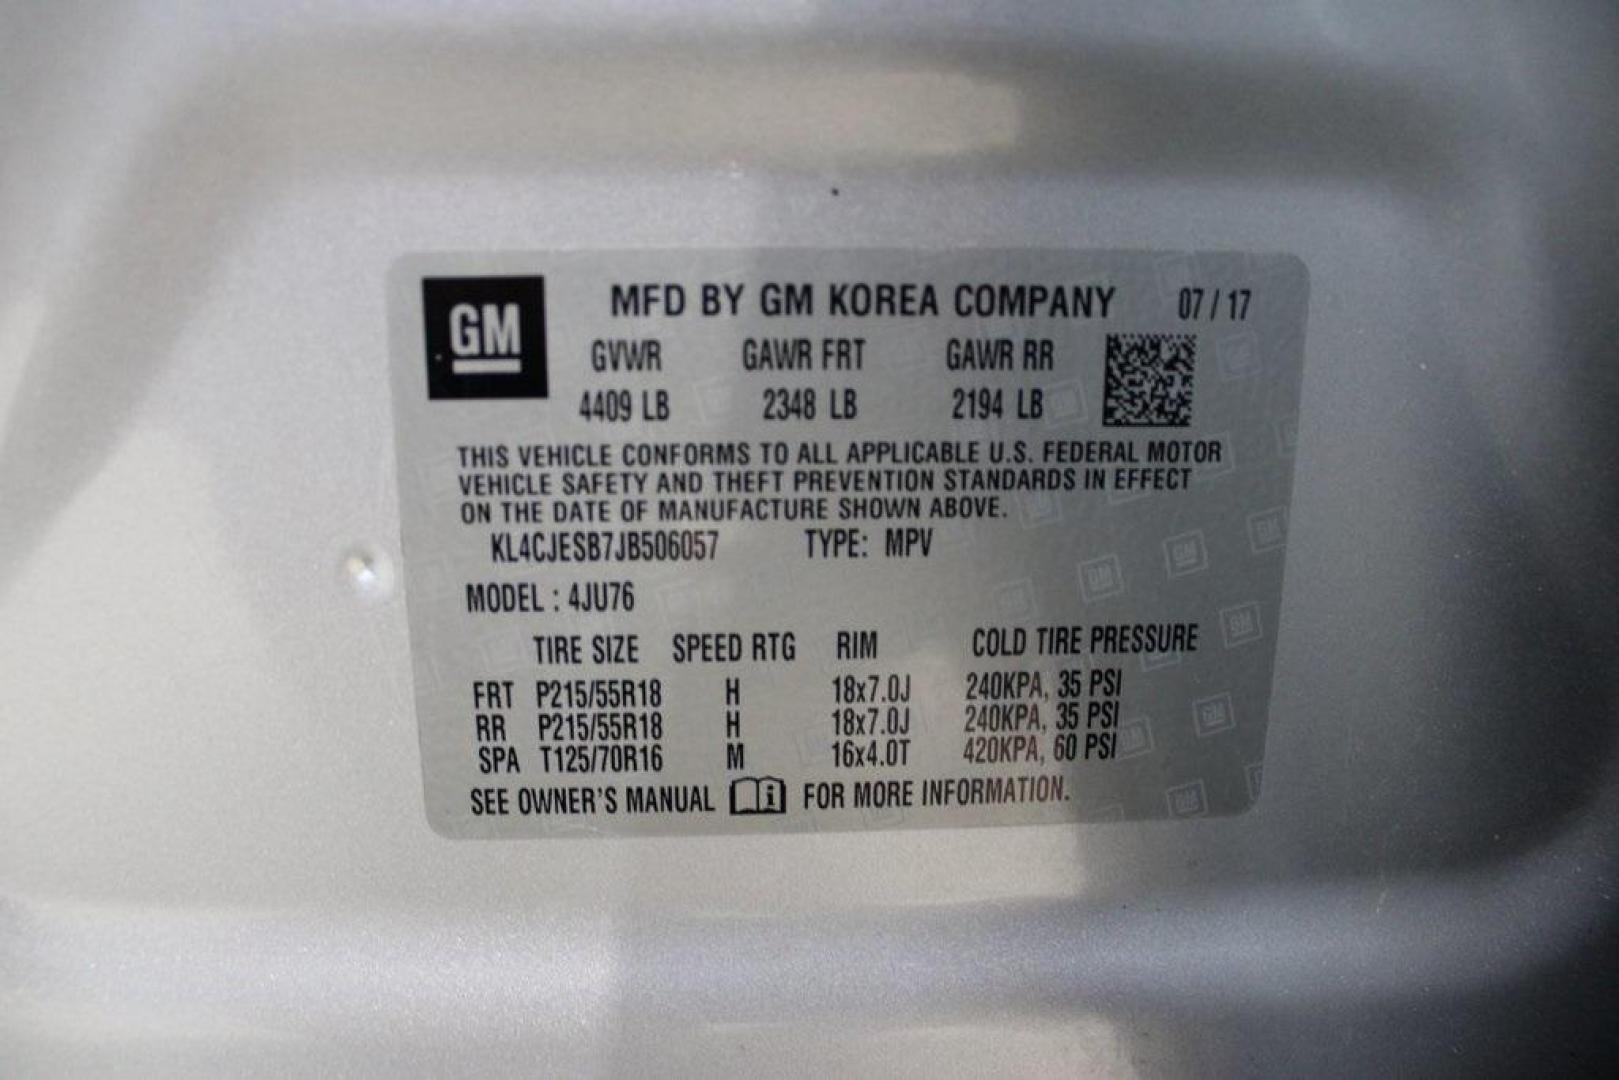 GM
MFD BY GM KOREA COMPANY 07 / 17
GVWR GAWR FRT GAWR RR
4409 LB 2348 LB 2194 LB
THIS VEHICLE CONFORMS TO ALL APPLICABLE U.S. FEDERAL MOTOR
VEHICLE SAFETY AND THEFT PREVENTION STANDARDS IN EFFECT
ON THE DATE OF MANUFACTURE SHOWN ABOVE.
KL4CJESB7JB506057 TYPE: MPV
MODEL : 4JU76
TIRE SIZE SPEED RTG RIM COLD TIRE PRESSURE
FRT P215/55R18 H 18x7.0J 240KPA, 35 PSI
RR P215/55R18 H 18x7.0J 240KPA, 35 PSI
SPA T125/70R16 M 16x4.0T 420KPA, 60 PSI
SEE OWNER'S MANUAL i FOR MORE INFORMATION.